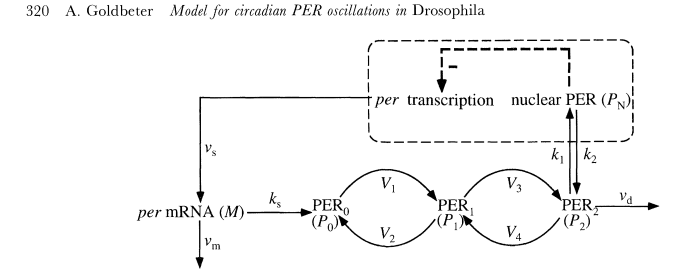 320 A. Goldbeter Model for circadian PER oscillations in Drosophila
per transcription nuclear PER (P_N)
v_s
k_1 k_2
k_s V_1 V_3
per mRNA (M) PER_0 PER_1 PER_2 v_d
(P_0) (P_1) (P_2)
v_m V_2 V_4